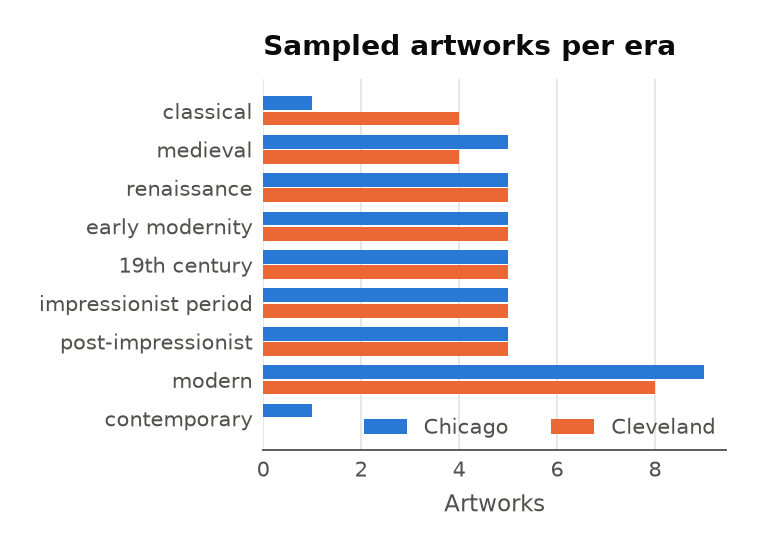 Sampled artworks per era
classical
medieval
renaissance
early modernity
19th century
impressionist period
post-impressionist
modern
contemporary
Chicago Cleveland
0 2 4 6 8
Artworks